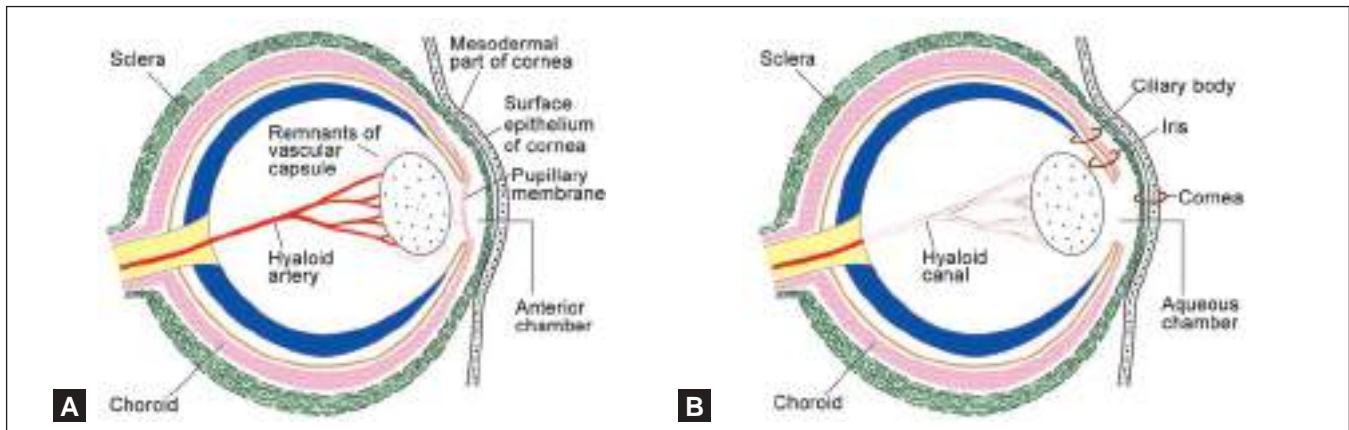 Sclera
Mesodermal
part of cornea
Surface
epithelium
of cornea
Remnants of
vascular
capsule
Pupillary
membrane
Hyaloid
artery
Anterior
chamber
Choroid
A
Sclera
Ciliary body
Iris
Cornea
Hyaloid
canal
Aqueous
chamber
Choroid
B